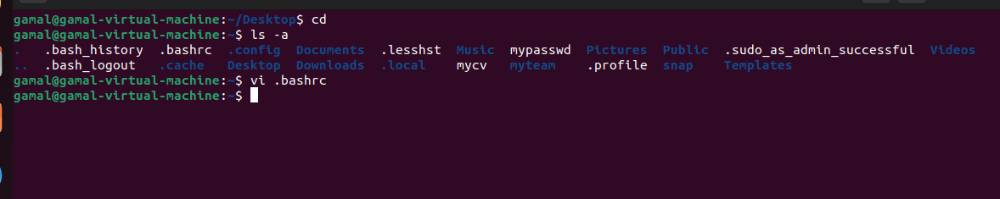 gamal@gamal-virtual-machine:~/Desktop$ cd
gamal@gamal-virtual-machine:~$ ls -a
.   .bash_history  .bashrc  .config  Documents  .lesshst  Music  mypasswd  Pictures  Public  .sudo_as_admin_successful  Videos
..  .bash_logout   .cache   Desktop  Downloads  .local    mycv   myteam    .profile  snap    Templates
gamal@gamal-virtual-machine:~$ vi .bashrc
gamal@gamal-virtual-machine:~$